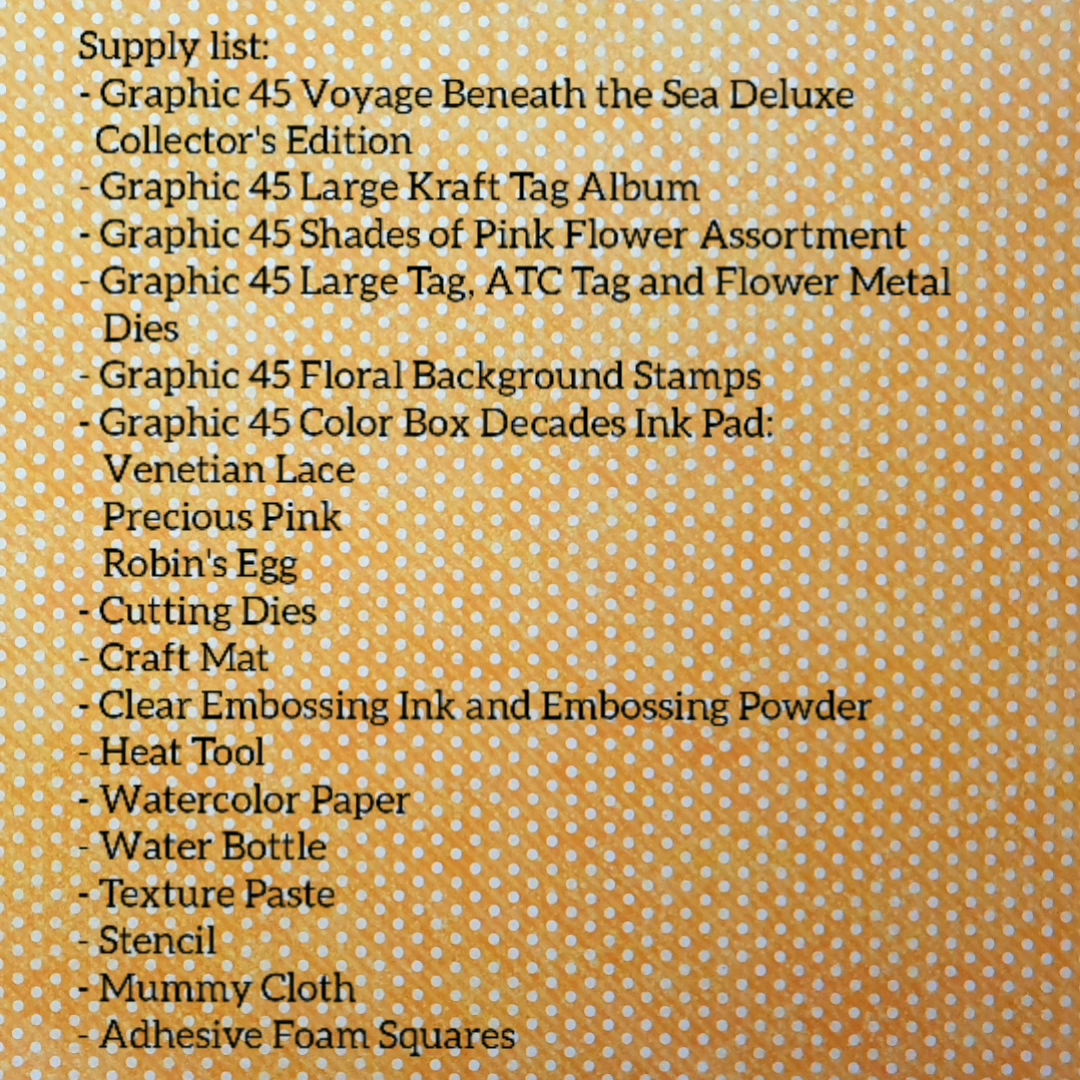 Supply list:
- Graphic 45 Voyage Beneath the Sea Deluxe
Collector's Edition
- Graphic 45 Large Kraft Tag Album
- Graphic 45 Shades of Pink Flower Assortment
- Graphic 45 Large Tag, ATC Tag and Flower Metal
Dies
- Graphic 45 Floral Background Stamps
- Graphic 45 Color Box Decades Ink Pad:
Venetian Lace
Precious Pink
Robin's Egg
- Cutting Dies
- Craft Mat
- Clear Embossing Ink and Embossing Powder
- Heat Tool
- Watercolor Paper
- Water Bottle
- Texture Paste
- Stencil
- Mummy Cloth
- Adhesive Foam Squares